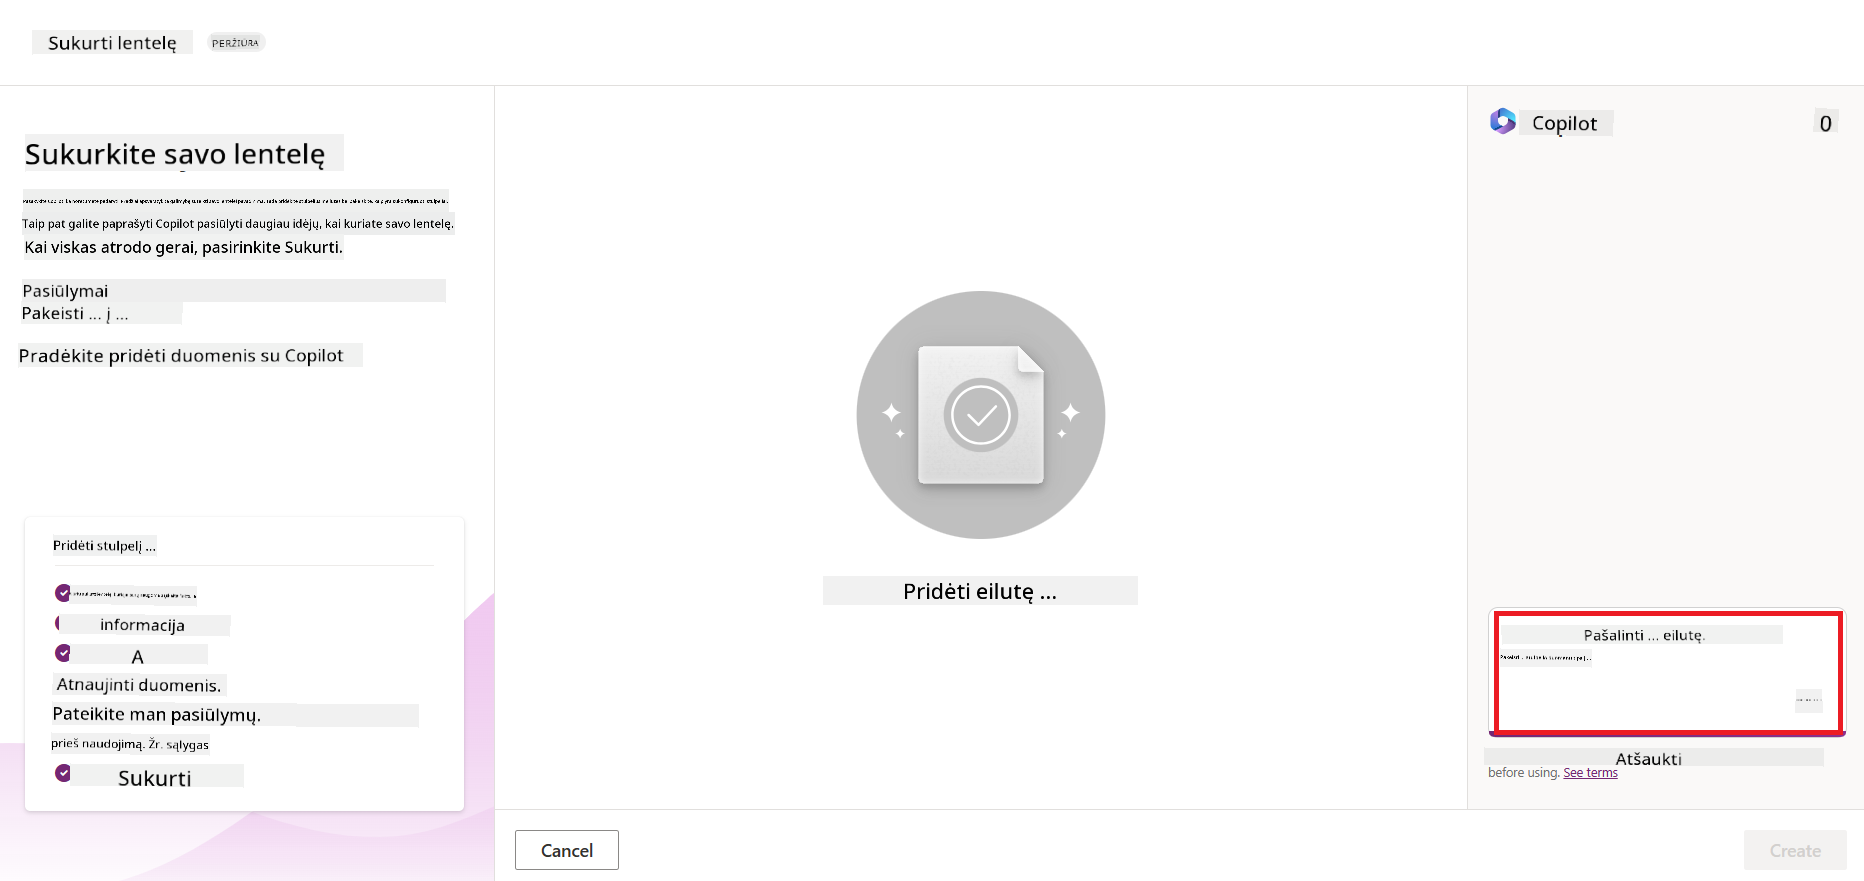 Sukurti lentelę
PERŽIŪRA
Sukurkite savo lentelę
Taip pat galite paprašyti Copilot pasiūlyti daugiau idėjų, kai kuriate savo lentelę.
Kai viskas atrodo gerai, pasirinkite Sukurti.
Pasiūlymai
Pakeisti ... į ...
Pradėkite pridėti duomenis su Copilot
Pridėti stulpelį ...
informacija
A
Atnaujinti duomenis.
Pateikite man pasiūlymų.
prieš naudojimą. Žr. sąlygas
Sukurti
Pridėti eilutę ...
Copilot
0
Pašalinti ... eilutę.
Atšaukti
before using. See terms
Cancel
Create